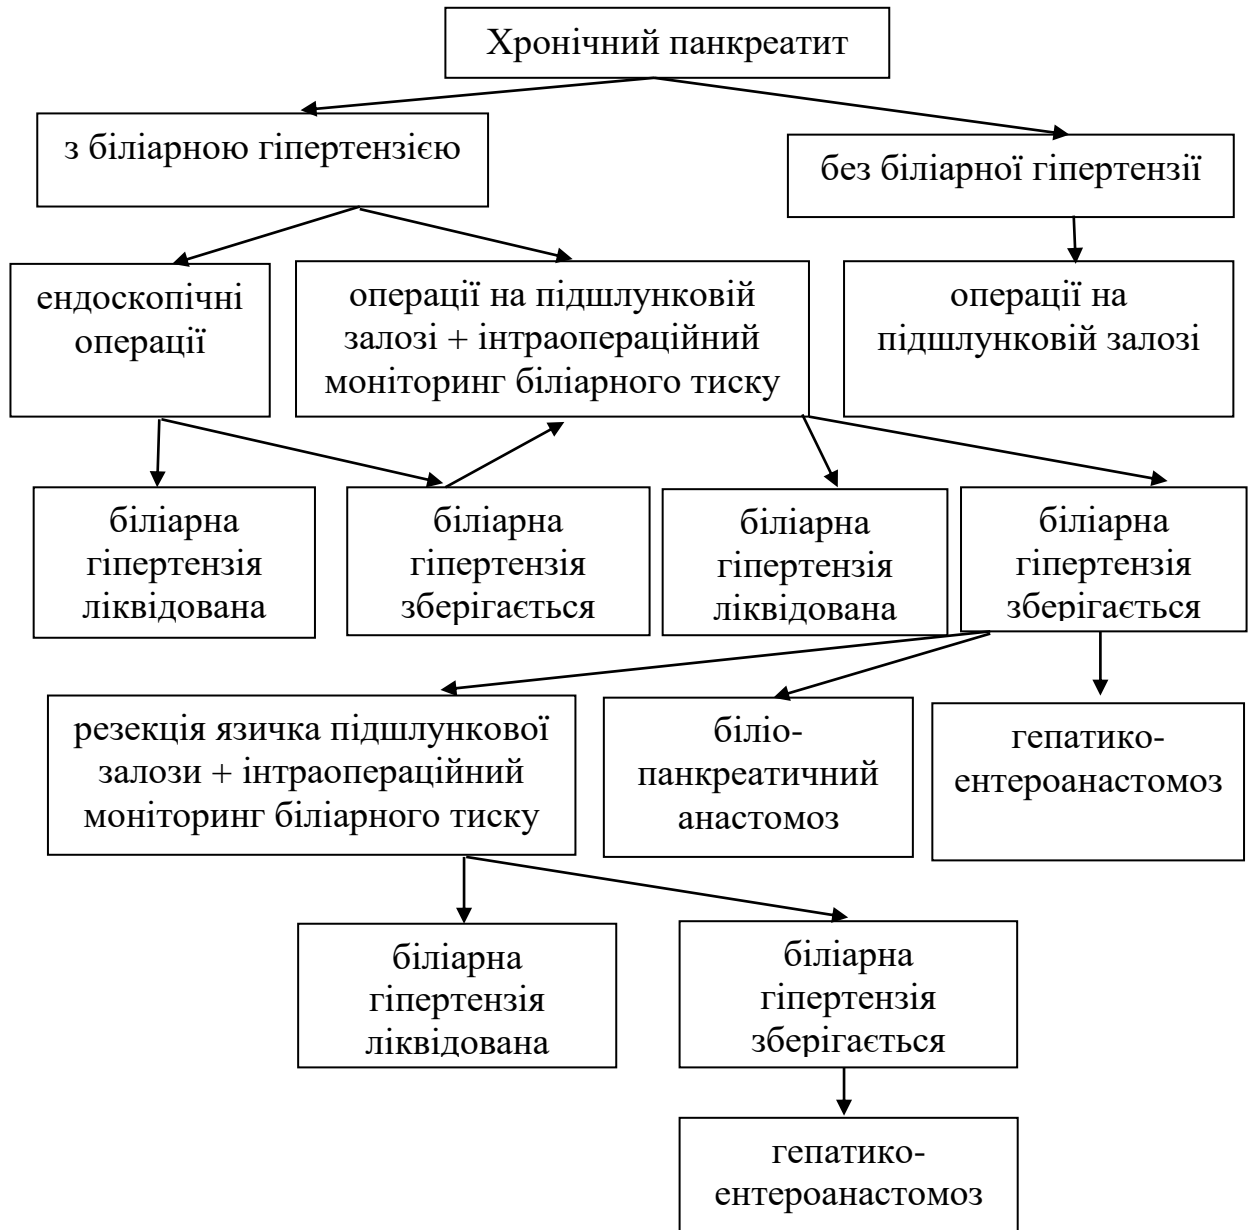 Хронічний панкреатит
з біліарною гіпертензією
без біліарної гіпертензії
ендоскопічні
операції
операції на підшлунковій
залозі + інтраопераційний
моніторинг біліарного тиску
операції на
підшлунковій залозі
біліарна
гіпертензія
ліквідована
біліарна
гіпертензія
зберігається
біліарна
гіпертензія
ліквідована
біліарна
гіпертензія
зберігається
резекція язичка підшлункової
залози + інтраопераційний
моніторинг біліарного тиску
біліо-
панкреатичний
анастомоз
гепатико-
ентероанастомоз
біліарна
гіпертензія
ліквідована
біліарна
гіпертензія
зберігається
гепатико-
ентероанастомоз